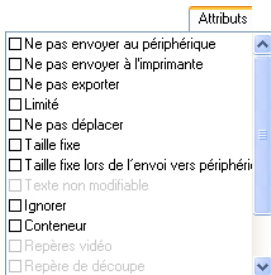 Attributs
Ne pas envoyer au périphérique
Ne pas envoyer à l'imprimante
Ne pas exporter
Limité
Ne pas déplacer
Taille fixe
Taille fixe lors de l´envoi vers périphéri
Texte non modifiable
Ignorer
Conteneur
Repères vidéo
Repère de découpe